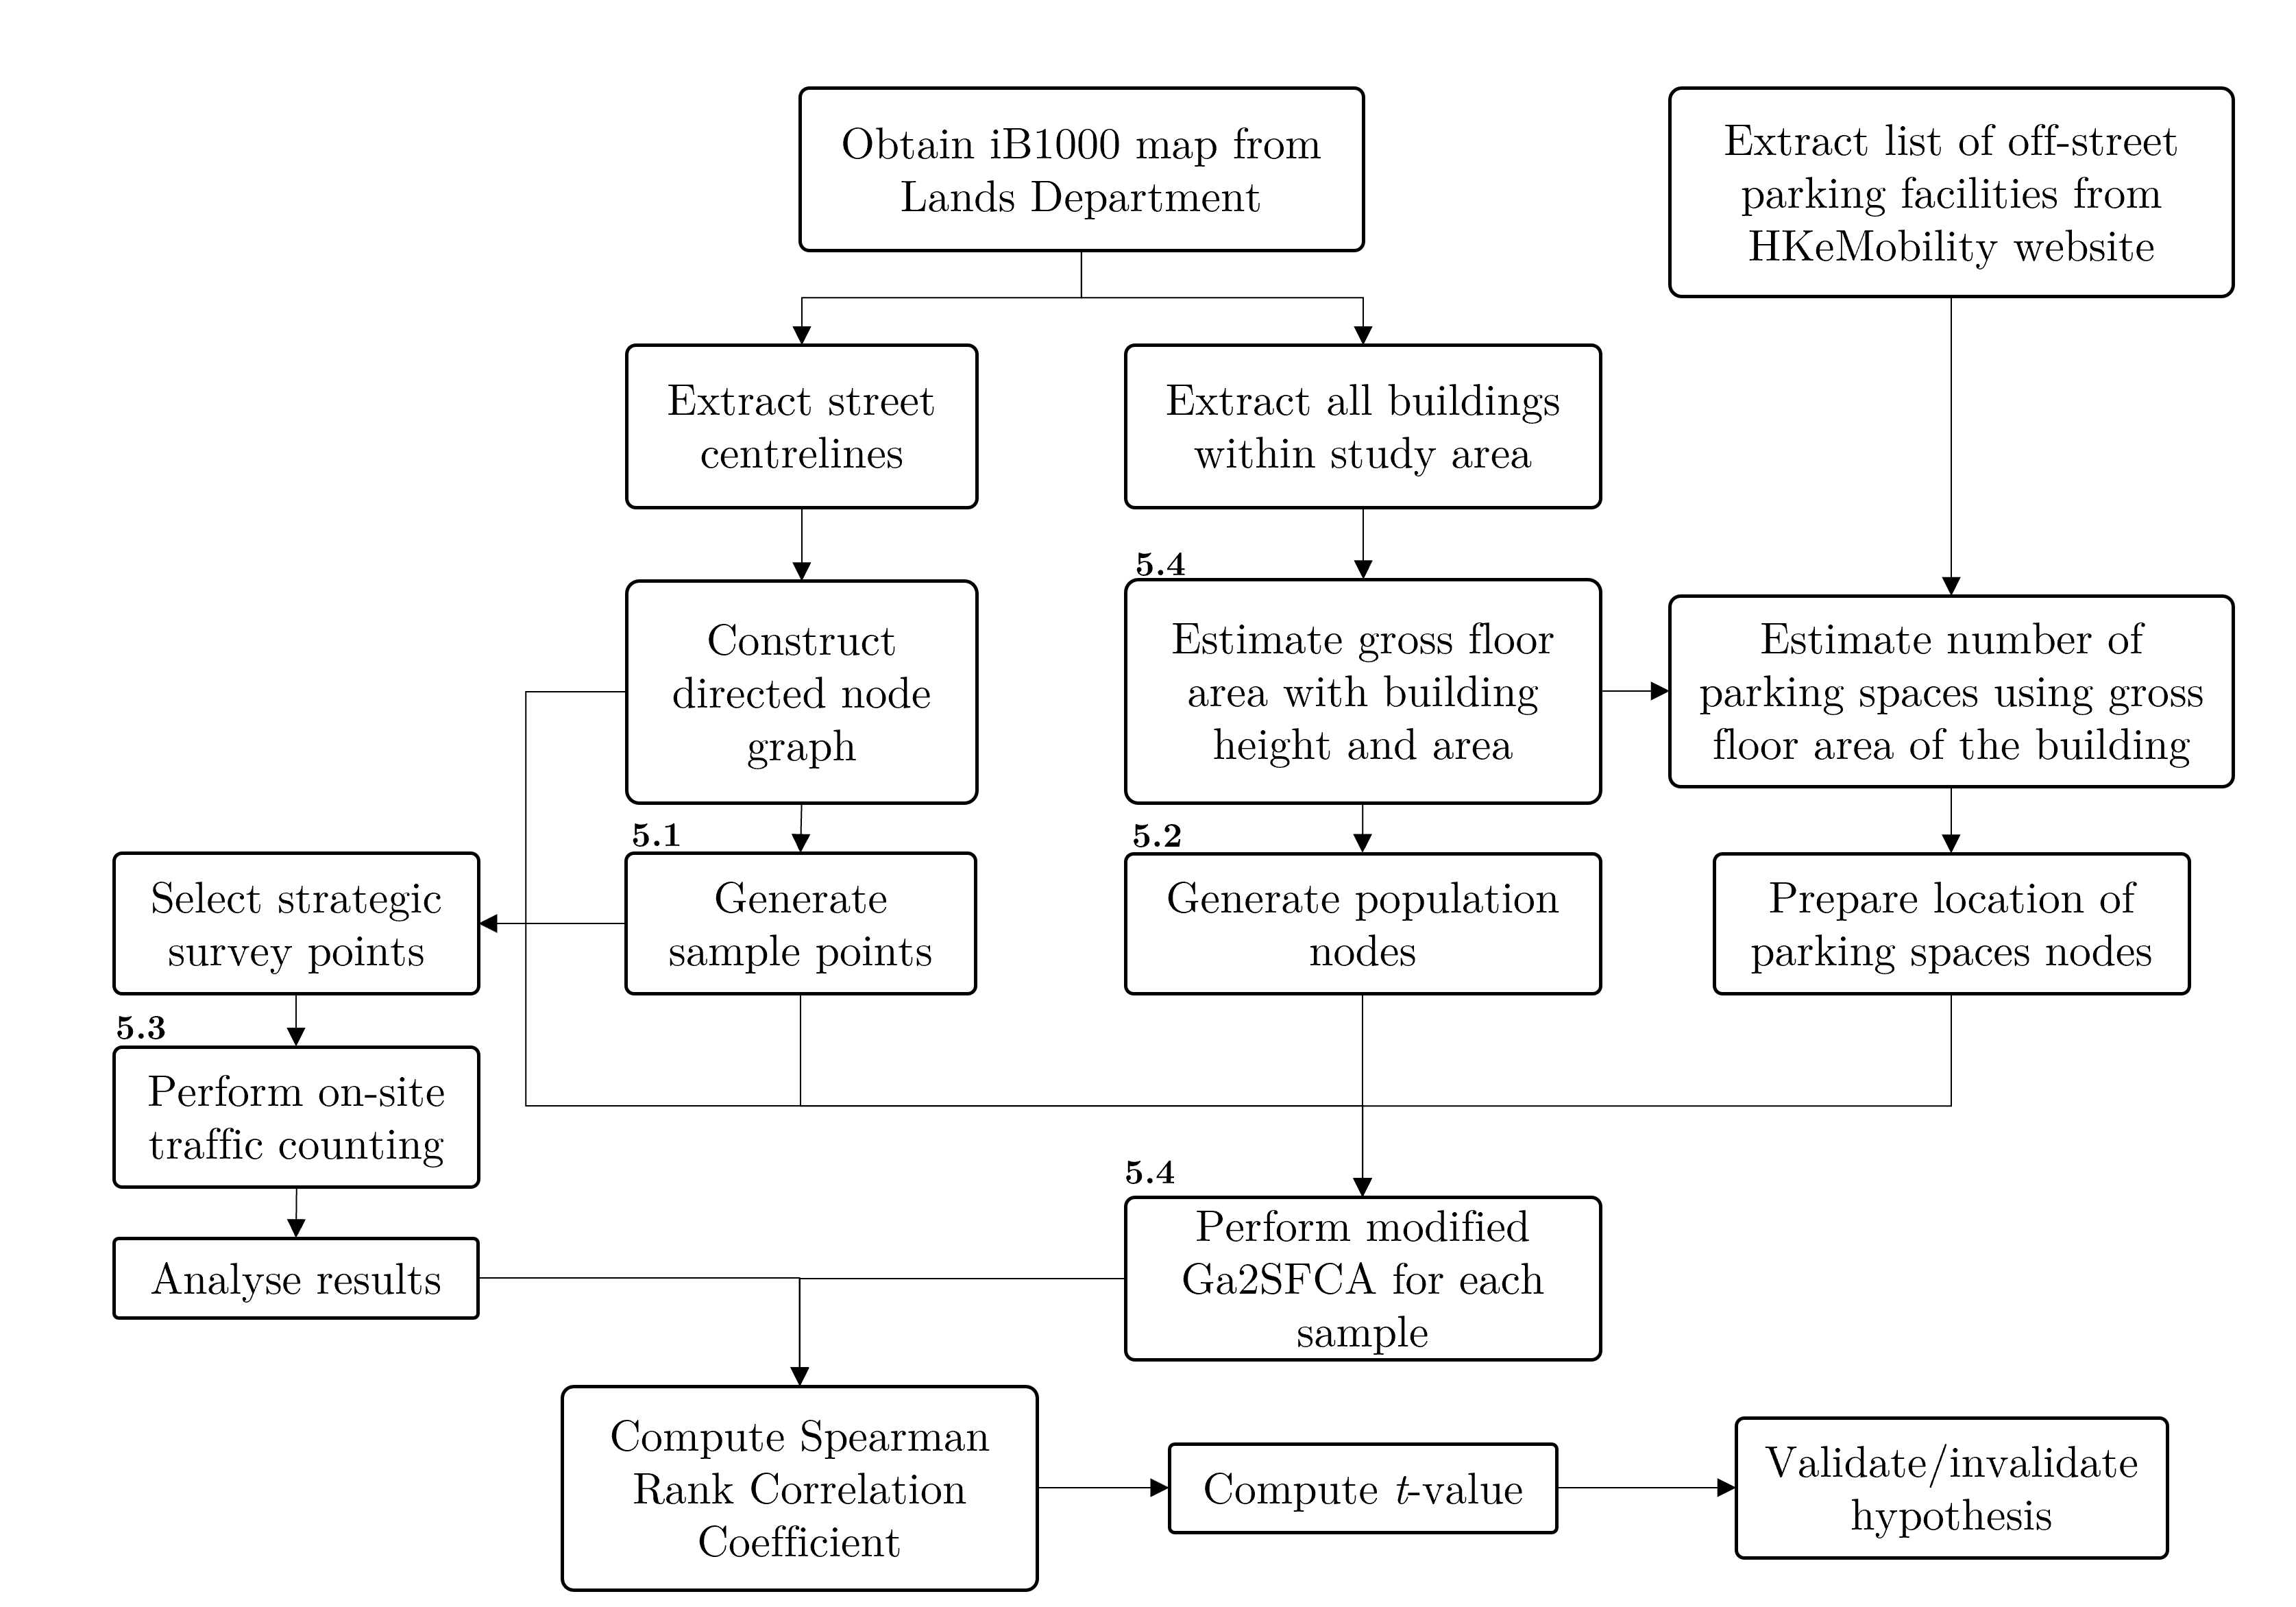 Obtain iB1000 map from
Lands Department
Extract list of off-street
parking facilities from
HKeMobility website
Extract street
centrelines
Extract all buildings
within study area
Construct
directed node
graph
5.4
Estimate gross floor
area with building
height and area
Estimate number of
parking spaces using gross
floor area of the building
Select strategic
survey points
5.1
Generate
sample points
5.2
Generate population
nodes
Prepare location of
parking spaces nodes
5.3
Perform on-site
traffic counting
Analyse results
5.4
Perform modified
Ga2SFCA for each
sample
Compute Spearman
Rank Correlation
Coefficient
Compute t-value
Validate/invalidate
hypothesis